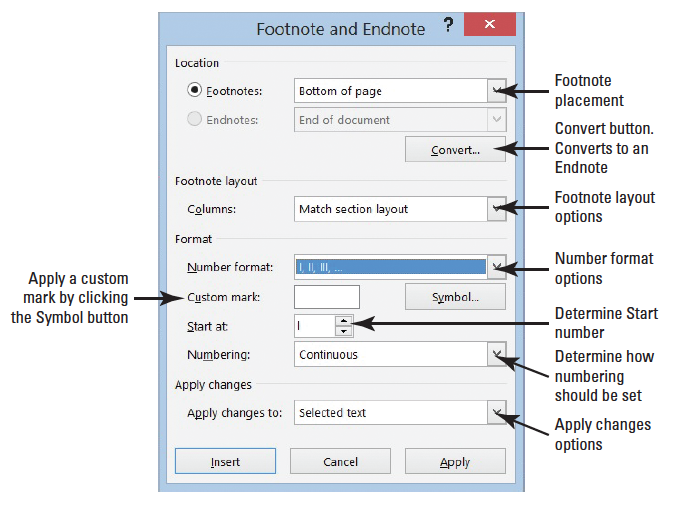 Footnote and Endnote ?
Location
Footnotes: Bottom of page
Endnotes: End of document
Convert...
Footnote layout
Columns: Match section layout
Format
Number format: I, II, III, ...
Custom mark: Symbol...
Start at: I
Numbering: Continuous
Apply changes
Apply changes to: Selected text
Insert Cancel Apply
Apply a custom
mark by clicking
the Symbol button
Footnote
placement
Convert button.
Converts to an
Endnote
Footnote layout
options
Number format
options
Determine Start
number
Determine how
numbering
should be set
Apply changes
options